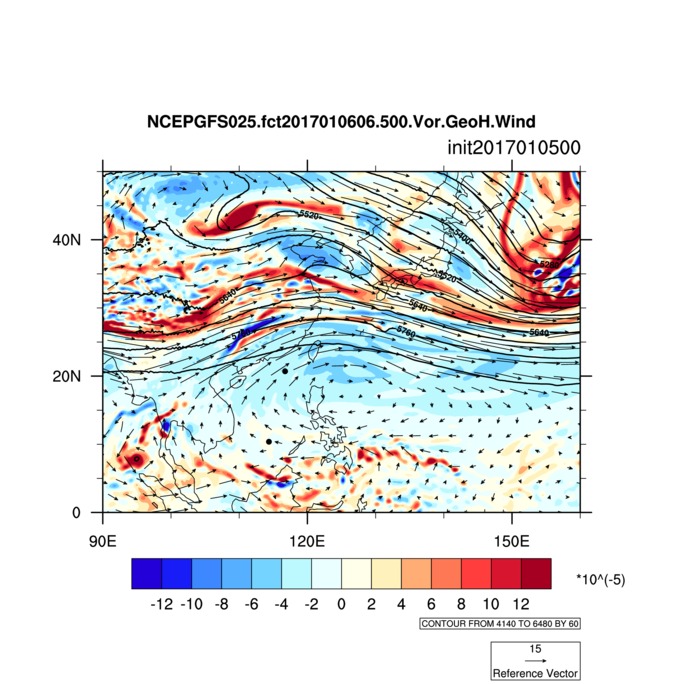 NCEPGFS025.fct2017010606.500.Vor.GeoH.Wind
init2017010500
5520
5400
5280
40N
5520
5640
5640
5640
5760
5760
20N
0
90E 120E 150E
-12 -10 -8 -6 -4 -2 0 2 4 6 8 10 12
*10^(-5)
CONTOUR FROM 4140 TO 6480 BY 60
15
Reference Vector